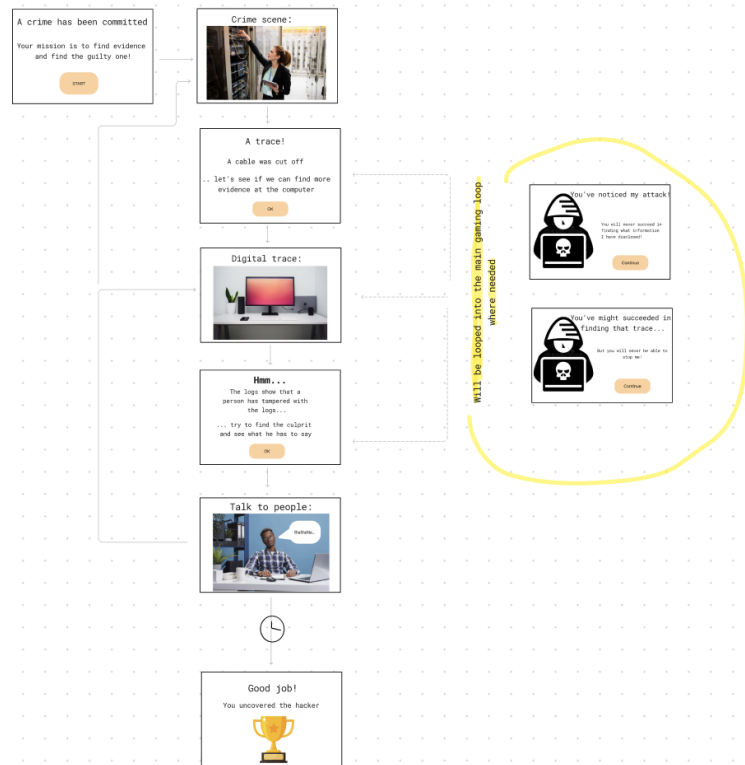 A crime has been committed
Your mission is to find evidence
and find the guilty one!
START
Crime scene:
A trace!
A cable was cut off
.. let's see if we can find more
evidence at the computer
OK
Digital trace:
Hmm...
The logs show that a
person has tampered with
the logs...
... try to find the culprit
and see what he has to say
OK
Talk to people:
Good job!
You uncovered the hacker
Will be looped into the main gaming loop
where needed
You've noticed my attack!
You will never succeed in
finding what information
I have disclosed!
Continue
You've might succeeded in
finding that trace...
But you will never be able to
stop me!
Continue